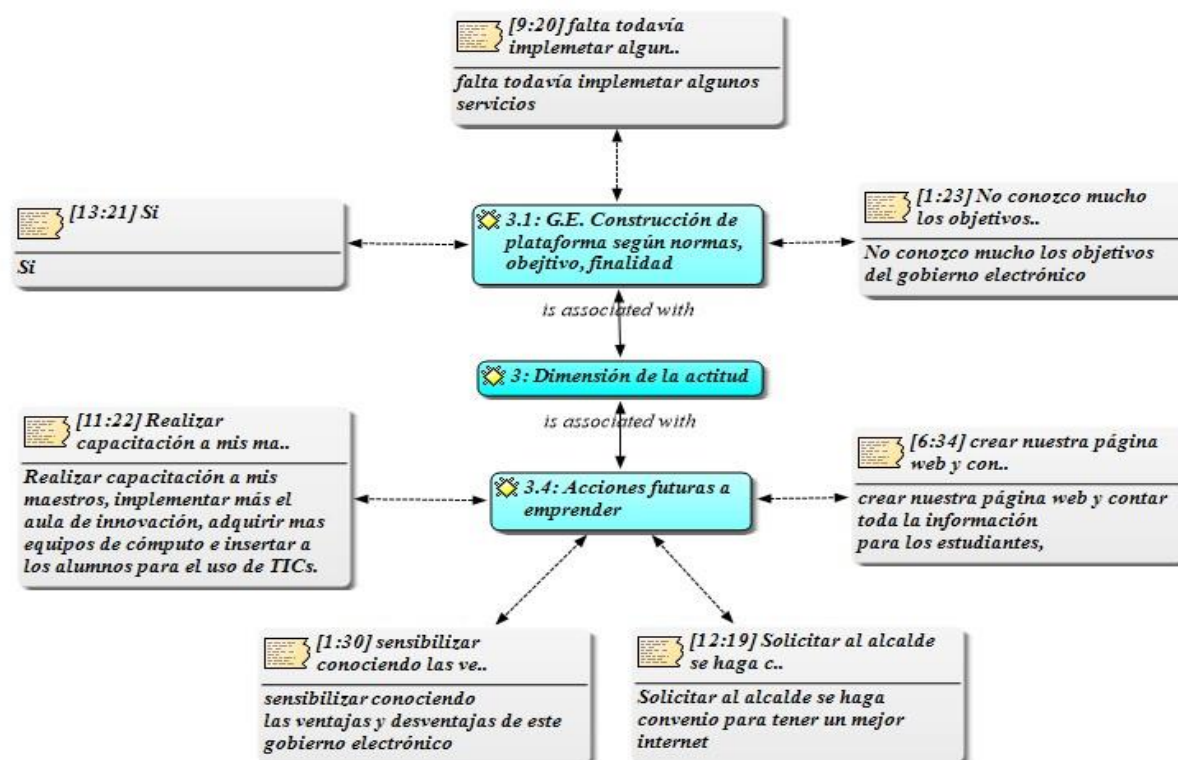 [9:20] falta todavía
implemetar algun..
falta todavía implemetar algunos
servicios
[13:21] Si
Si
3.1: G.E. Construcción de
plataforma según normas,
obejtivo, finalidad
[1:23] No conozco mucho
los objetivos..
No conozco mucho los objetivos
del gobierno electrónico
is associated with
3: Dimensión de la actitud
is associated with
[11:22] Realizar
capacitación a mis ma..
Realizar capacitación a mis
maestros, implementar más el
aula de innovación, adquirir mas
equipos de cómputo e insertar a
los alumnos para el uso de TICs.
3.4: Acciones futuras a
emprender
[6:34] crear nuestra página
web y con..
crear nuestra página web y contar
toda la información
para los estudiantes,
[1:30] sensibilizar
conociendo las ve..
sensibilizar conociendo
las ventajas y desventajas de este
gobierno electrónico
[12:19] Solicitar al alcalde
se haga c..
Solicitar al alcalde se haga
convenio para tener un mejor
internet